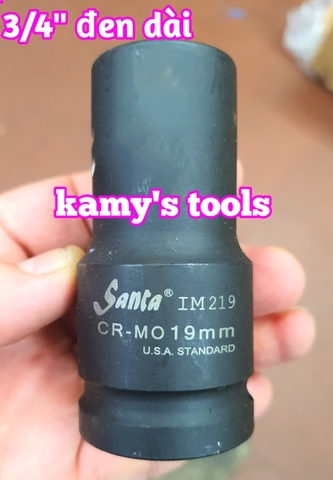 3/4" đen dài
kamy's tools
Santa® IM219
CR-MO 19mm
U.S.A. STANDARD